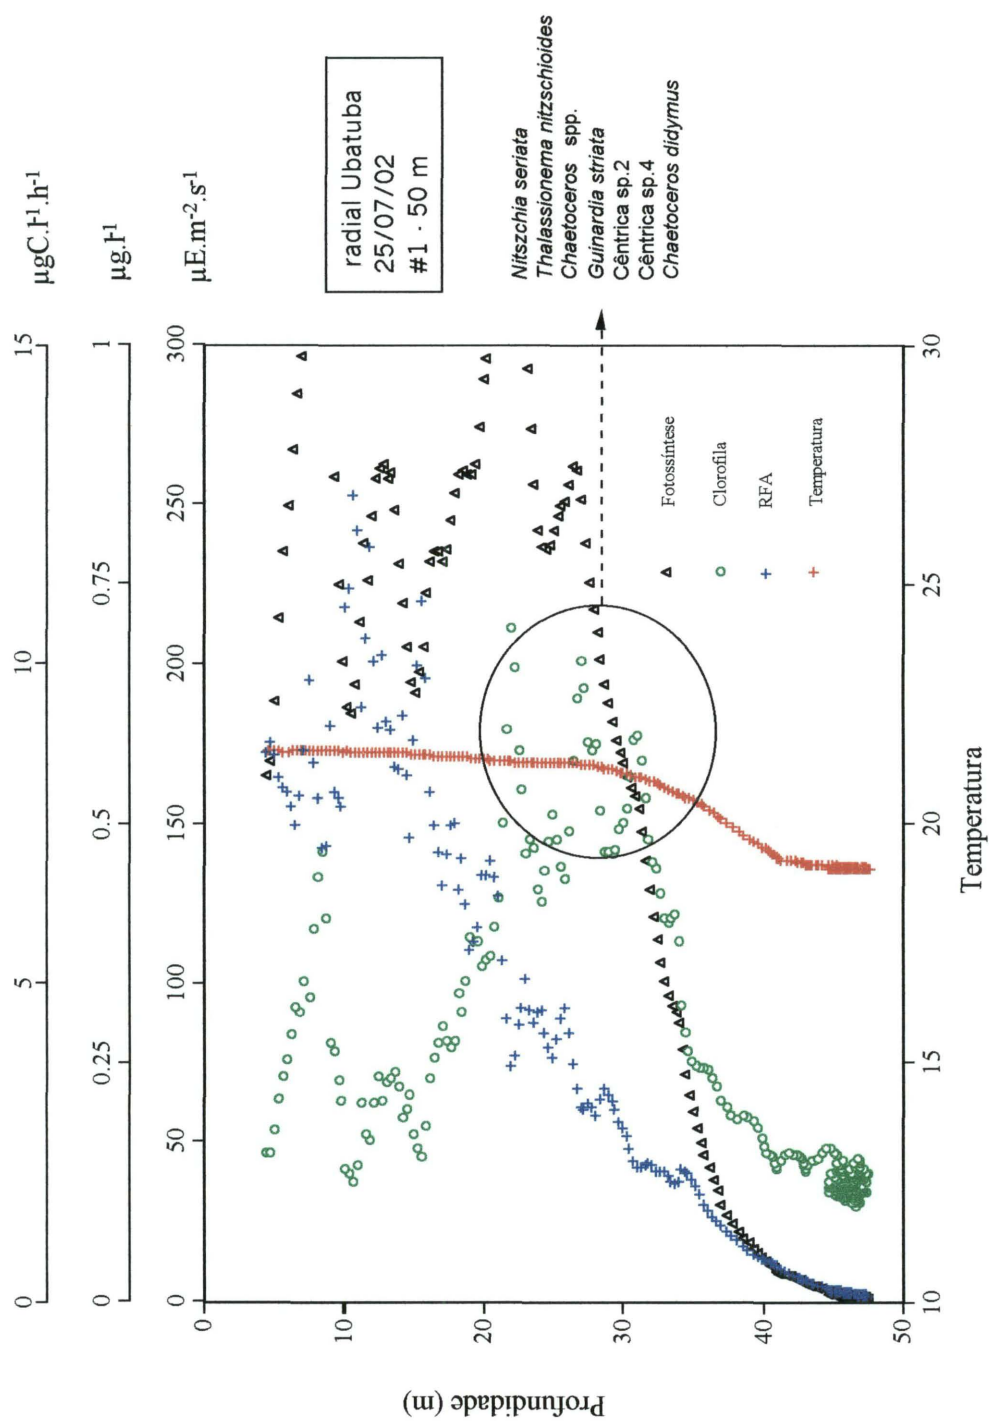 µgC.l⁻¹.h⁻¹
0
5
10
15
µg.l⁻¹
0
0.25
0.5
0.75
1
µE.m⁻².s⁻¹
0
50
100
150
200
250
300
radial Ubatuba
25/07/02
#1 - 50 m
Nitszchia seriata
Thalassionema nitzschioides
Chaetoceros spp.
Guinardia striata
Cêntrica sp.2
Cêntrica sp.4
Chaetoceros didymus
Fotossíntese
Clorofila
RFA
Temperatura
Profundidade (m)
0
10
20
30
40
50
10
15
20
25
30
Temperatura